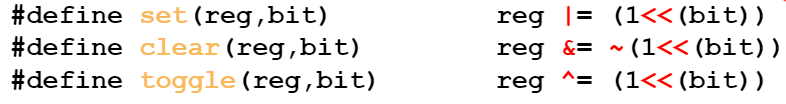 #define set(reg,bit) reg |= (1<<(bit))
#define clear(reg,bit) reg &= ~(1<<(bit))
#define toggle(reg,bit) reg ^= (1<<(bit))